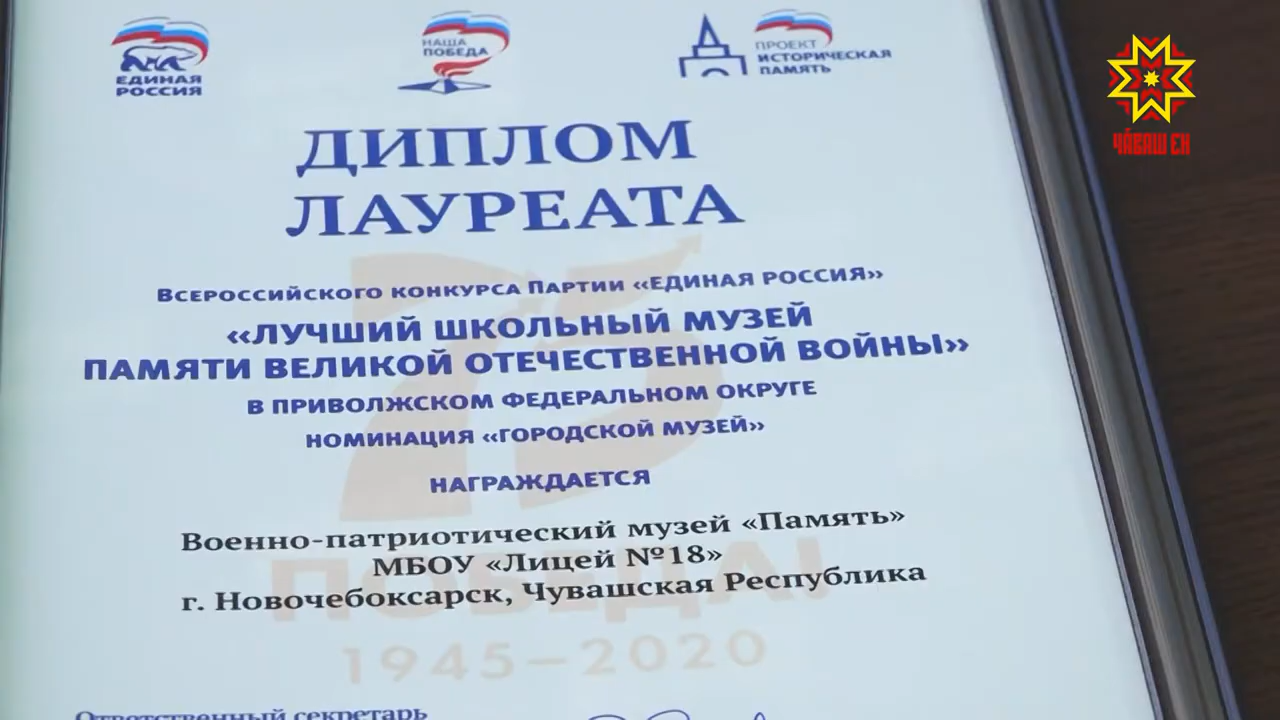 ЕДИНАЯ
РОССИЯ
НАША
ПОБЕДА
ПРОЕКТ
ИСТОРИЧЕСКАЯ
ПАМЯТЬ
ЧӐВАШ ЕН
ДИПЛОМ
ЛАУРЕАТА
ВСЕРОССИЙСКОГО КОНКУРСА ПАРТИИ «ЕДИНАЯ РОССИЯ»
«ЛУЧШИЙ ШКОЛЬНЫЙ МУЗЕЙ
ПАМЯТИ ВЕЛИКОЙ ОТЕЧЕСТВЕННОЙ ВОЙНЫ»
В ПРИВОЛЖСКОМ ФЕДЕРАЛЬНОМ ОКРУГЕ
НОМИНАЦИЯ «ГОРОДСКОЙ МУЗЕЙ»
НАГРАЖДАЕТСЯ
Военно-патриотический музей «Память»
МБОУ «Лицей №18»
г. Новочебоксарск, Чувашская Республика
75
ПОБЕДА!
1945–2020
Ответственный секретарь